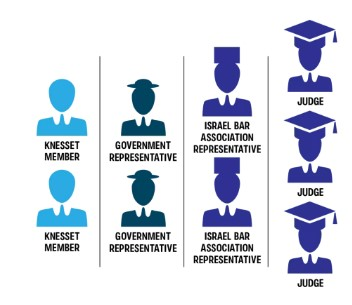 JUDGE
KNESSET
MEMBER
GOVERNMENT
REPRESENTATIVE
ISRAEL BAR
ASSOCIATION
REPRESENTATIVE
JUDGE
KNESSET
MEMBER
GOVERNMENT
REPRESENTATIVE
ISRAEL BAR
ASSOCIATION
REPRESENTATIVE
JUDGE